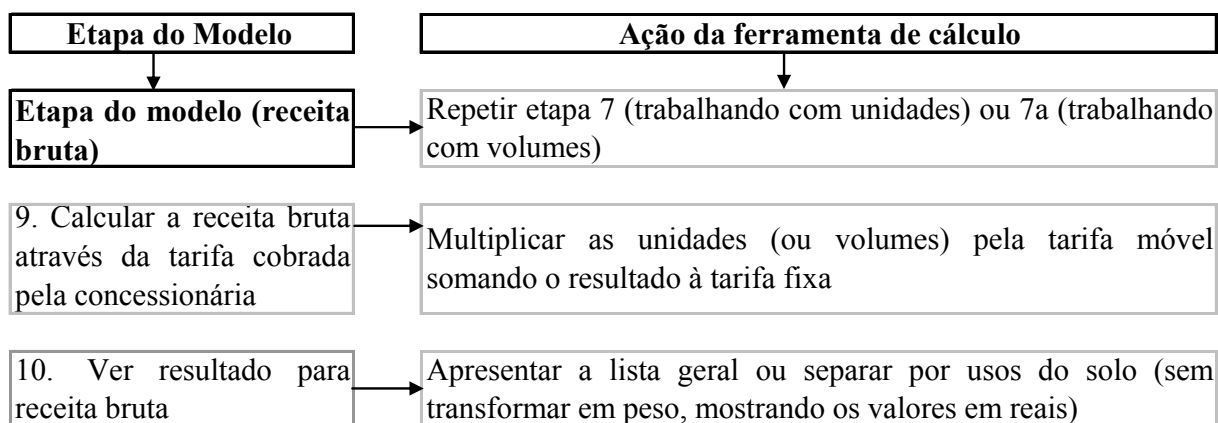 Etapa do Modelo
Ação da ferramenta de cálculo
Etapa do modelo (receita
bruta)
Repetir etapa 7 (trabalhando com unidades) ou 7a (trabalhando
com volumes)
9. Calcular a receita bruta
através da tarifa cobrada
pela concessionária
Multiplicar as unidades (ou volumes) pela tarifa móvel
somando o resultado à tarifa fixa
10. Ver resultado para
receita bruta
Apresentar a lista geral ou separar por usos do solo (sem
transformar em peso, mostrando os valores em reais)